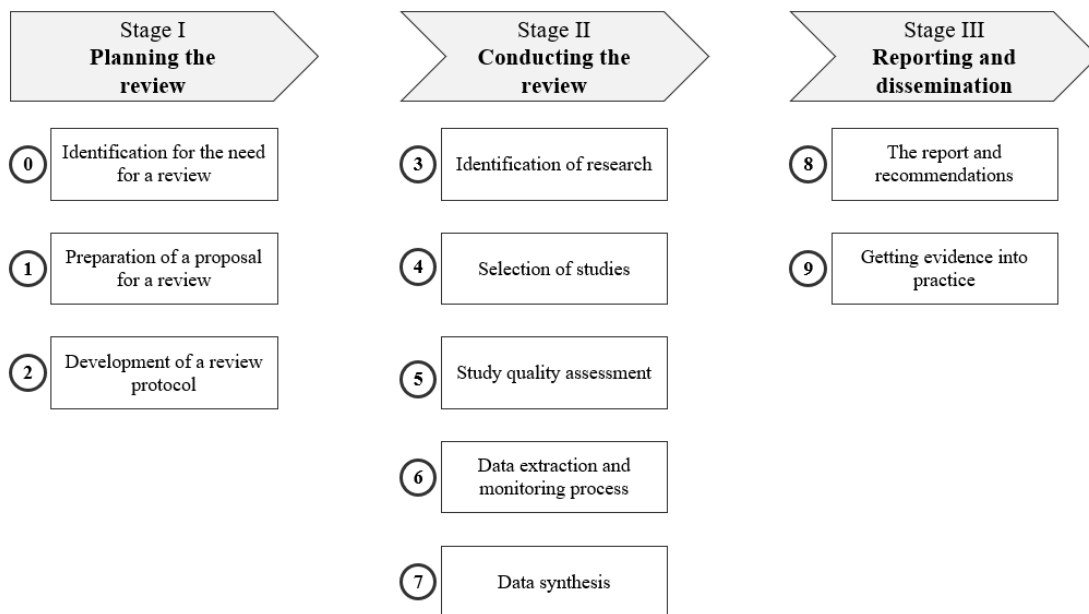 Stage I
Planning the
review
0
Identification for the need
for a review
1
Preparation of a proposal
for a review
2
Development of a review
protocol
Stage II
Conducting the
review
3
Identification of research
4
Selection of studies
5
Study quality assessment
6
Data extraction and
monitoring process
7
Data synthesis
Stage III
Reporting and
dissemination
8
The report and
recommendations
9
Getting evidence into
practice